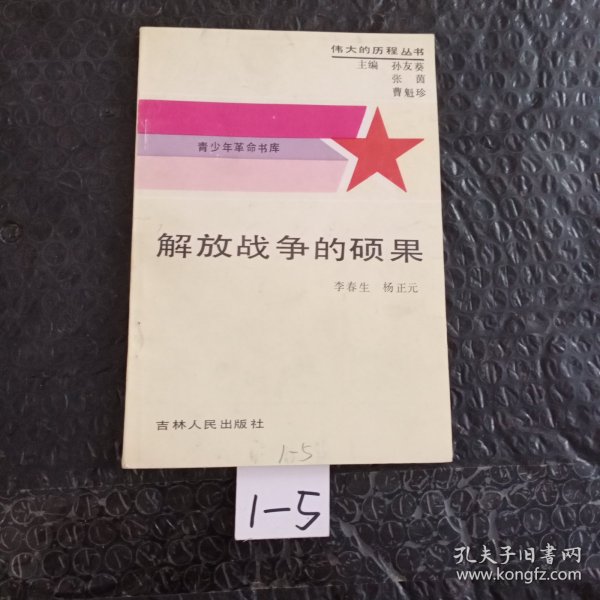 伟大的历程丛书
主编 孙友葵
张茵
曹魁珍
青少年革命书库
解放战争的硕果
李春生 杨正元
吉林人民出版社
1-5
1-5
孔夫子旧书网
www.kongfz.com